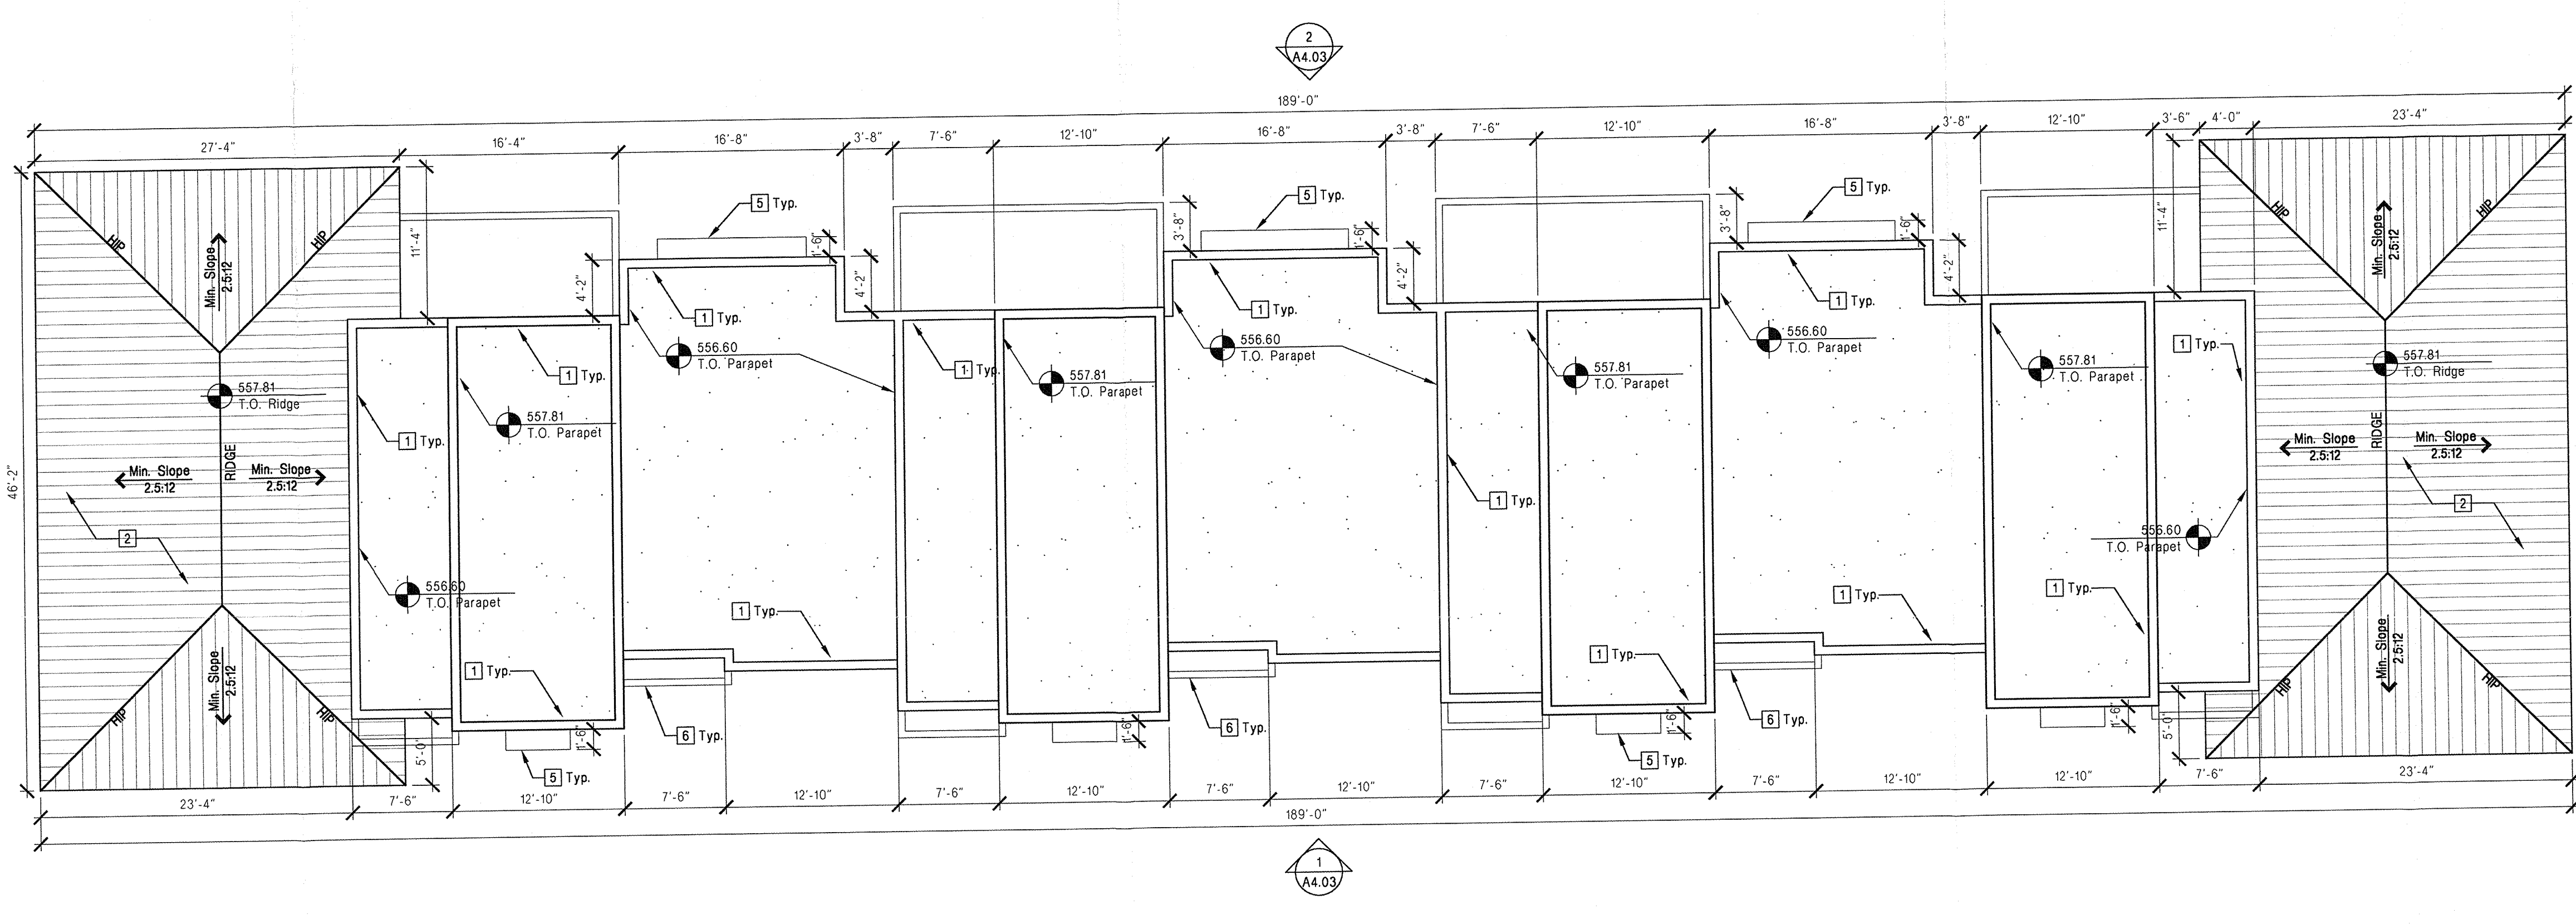 2
A4.03
189'-0"
27'-4" 16'-4" 16'-8" 3'-8" 7'-6" 12'-10" 16'-8" 3'-8" 7'-6" 12'-10" 16'-8" 3'-8" 12'-10" 3'-6" 4'-0" 23'-4"
5 Typ.
5 Typ.
5 Typ.
11'-4"
4'-2"
1'-6"
4'-2"
3'-8"
1'-6"
4'-2"
3'-8"
1'-6"
4'-2"
11'-4"
HIP
HIP
Min. Slope
2.5:12
HIP
HIP
Min. Slope
2.5:12
1 Typ.
1 Typ.
1 Typ.
556.60
T.O. Parapet
556.60
T.O. Parapet
556.60
T.O. Parapet
1 Typ.
1 Typ.
1 Typ.
557.81
T.O. Ridge
557.81
T.O. Parapet
557.81
T.O. Parapet
557.81
T.O. Parapet
557.81
T.O. Parapet
557.81
T.O. Ridge
1 Typ.
46'-2"
Min. Slope
2.5:12
RIDGE
Min. Slope
2.5:12
Min. Slope
2.5:12
RIDGE
Min. Slope
2.5:12
1 Typ.
2
2
556.60
T.O. Parapet
556.60
T.O. Parapet
1 Typ.
1 Typ.
1 Typ.
1 Typ.
1 Typ.
Min. Slope
2.5:12
HIP
HIP
Min. Slope
2.5:12
HIP
HIP
6 Typ.
6 Typ.
6 Typ.
5'-0"
1'-6"
1'-6"
1'-6"
1'-6"
5'-0"
5 Typ.
5 Typ.
23'-4" 7'-6" 12'-10" 7'-6" 12'-10" 7'-6" 12'-10" 7'-6" 12'-10" 7'-6" 12'-10" 7'-6" 12'-10" 12'-10" 7'-6" 23'-4"
189'-0"
1
A4.03